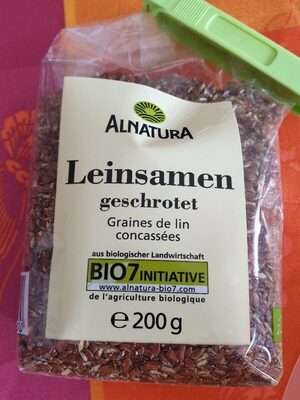 ALNATURA
Leinsamen
geschrotet
Graines de lin
concassées
aus biologischer Landwirtschaft
BIO7INITIATIVE
www.alnatura-bio7.com
de l'agriculture biologique
e 200 g